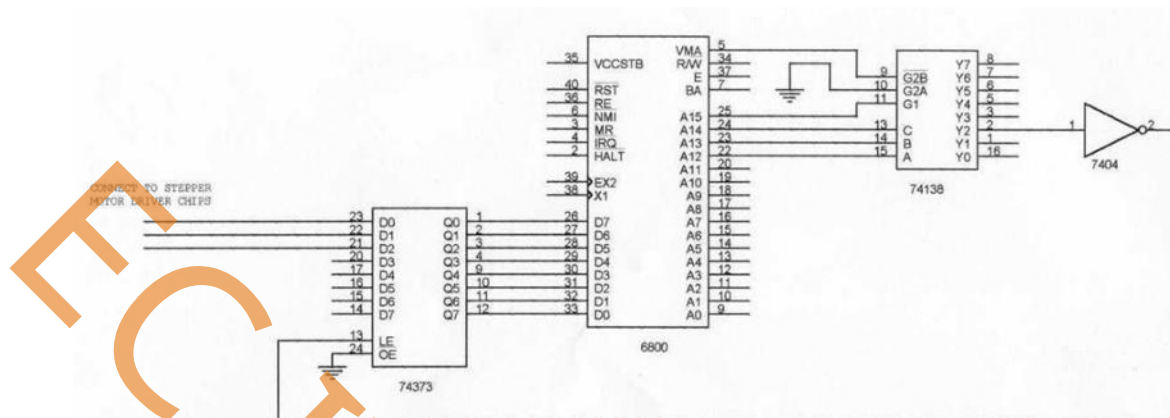 CONNECT TO STEPPER
MOTOR DRIVER CHIPS
23 D0 Q0 1
22 D1 Q1 2
21 D2 Q2 3
20 D3 Q3 4
17 D4 Q4 9
16 D5 Q5 10
15 D6 Q6 11
14 D7 Q7 12
13 LE
24 OE
74373
35 VCCSTB
40 RST
36 RE
6 NMI
3 MR
4 IRQ
2 HALT
39 EX2
38 X1
26 D7
27 D6
28 D5
29 D4
30 D3
31 D2
32 D1
33 D0
VMA 5
R/W 34
E 37
BA 7
A15 25
A14 24
A13 23
A12 22
A11 20
A10 19
A9 18
A8 17
A7 16
A6 15
A5 14
A4 13
A3 12
A2 11
A1 10
A0 9
6800
9 G2B
10 G2A
11 G1
13 C
14 B
15 A
Y7 8
Y6 7
Y5 6
Y4 5
Y3 3
Y2 2
Y1 1
Y0 16
74138
1 2
7404
EC